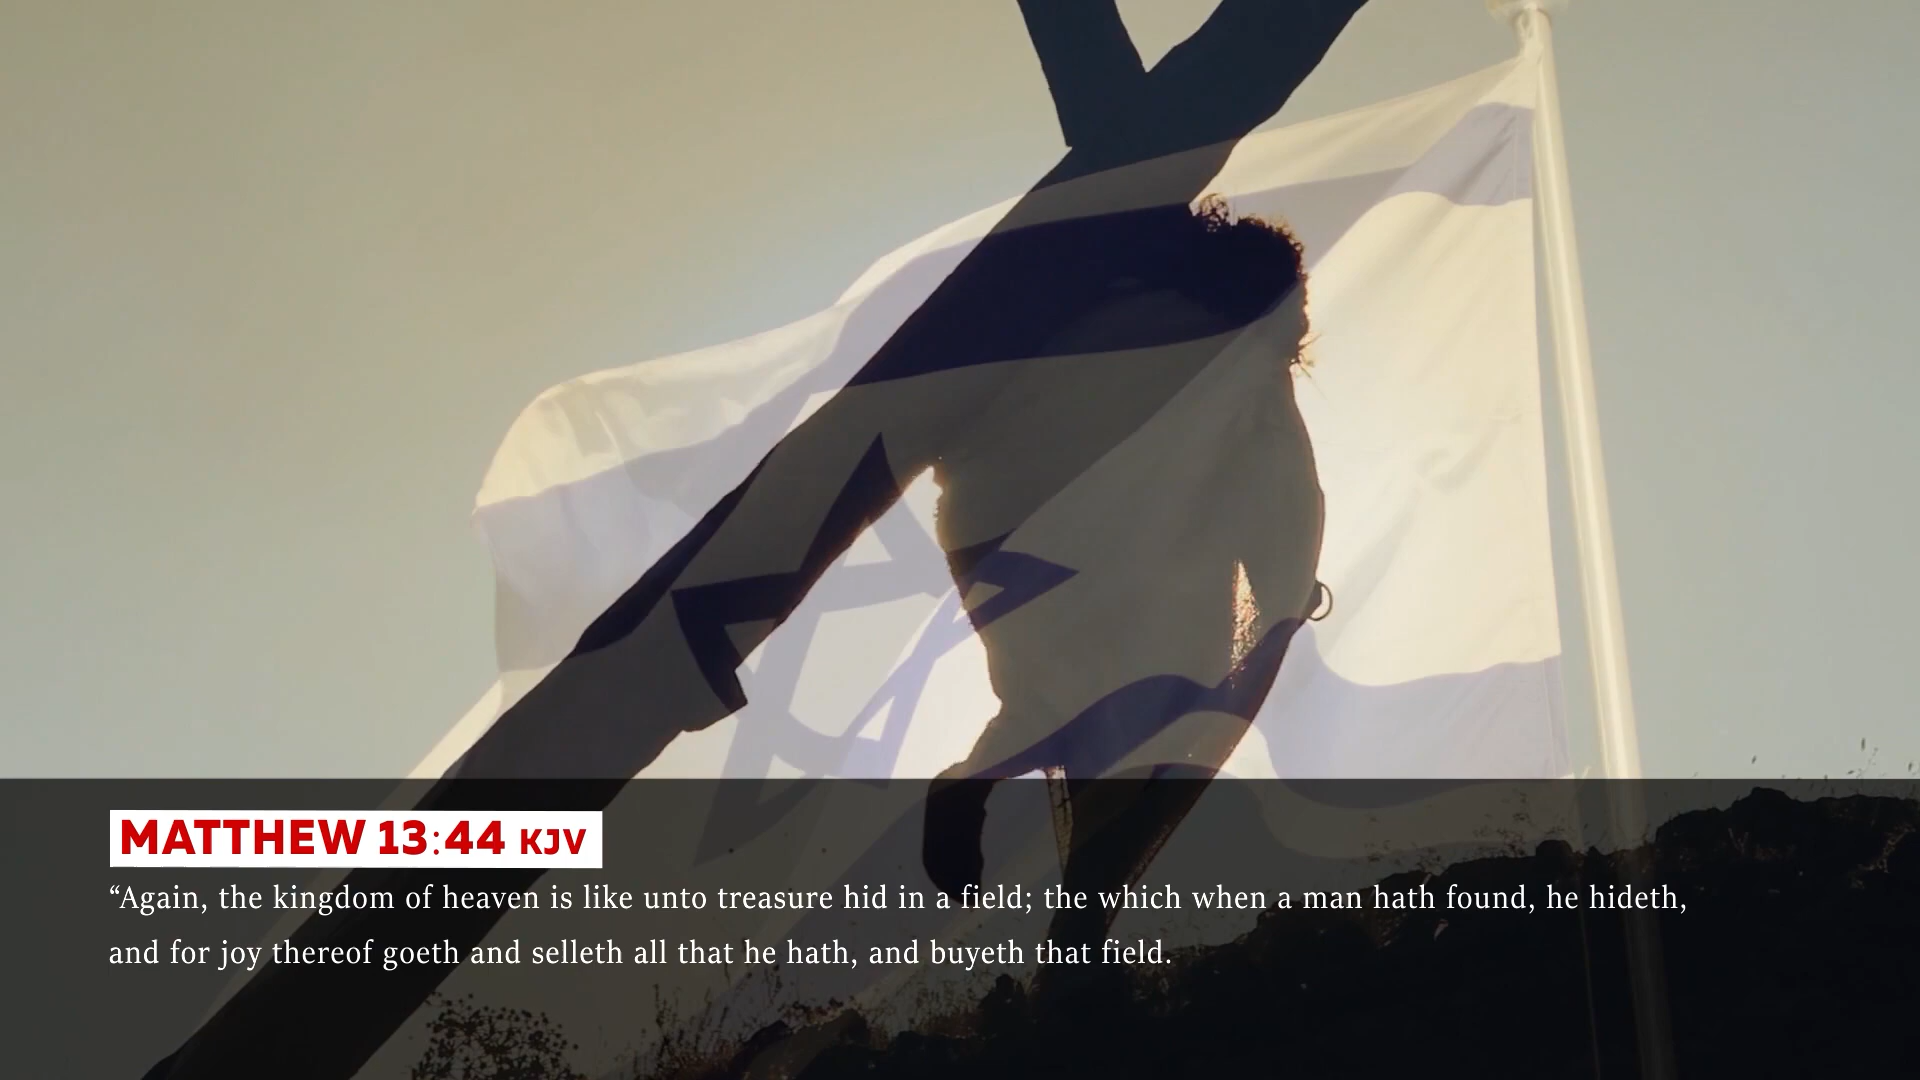 MATTHEW 13:44 KJV
“Again, the kingdom of heaven is like unto treasure hid in a field; the which when a man hath found, he hideth,
and for joy thereof goeth and selleth all that he hath, and buyeth that field.